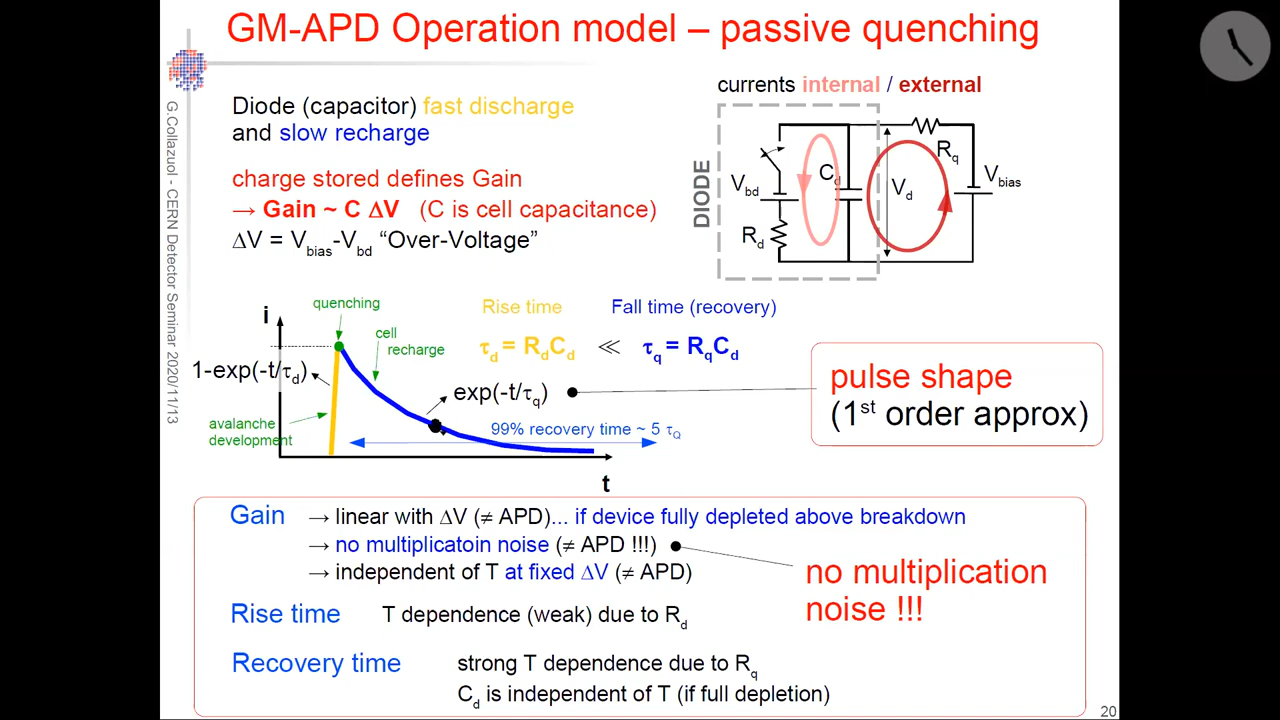 GM-APD Operation model – passive quenching
G.Collazuol - CERN Detector Seminar 2020/11/13
Diode (capacitor) fast discharge
and slow recharge
charge stored defines Gain
→ Gain ~ C ΔV (C is cell capacitance)
ΔV = Vbias-Vbd “Over-Voltage”
currents internal / external
DIODE
Vbd
Rd
Cd
Vd
Rq
Vbias
i
quenching
cell
recharge
1-exp(-t/τd)
avalanche
development
Rise time
Fall time (recovery)
τd = RdCd ≪ τq = RqCd
exp(-t/τq)
99% recovery time ~ 5 τQ
t
pulse shape
(1st order approx)
Gain → linear with ΔV (≠ APD)... if device fully depleted above breakdown
→ no multiplicatoin noise (≠ APD !!!)
→ independent of T at fixed ΔV (≠ APD)
no multiplication
noise !!!
Rise time T dependence (weak) due to Rd
Recovery time strong T dependence due to Rq
Cd is independent of T (if full depletion)
20